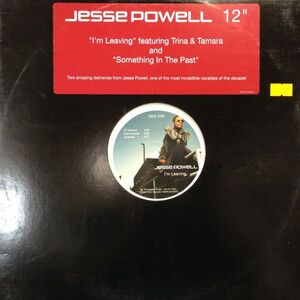 JESSE POWELL 12"
"I'm Leaving" featuring Trina & Tamara
and
"Something In The Past"
Two amazing deliveries from Jesse Powell, one of the most incredible vocalists of the decade!
SIDE ONE
JESSE POWELL
I'm Leaving